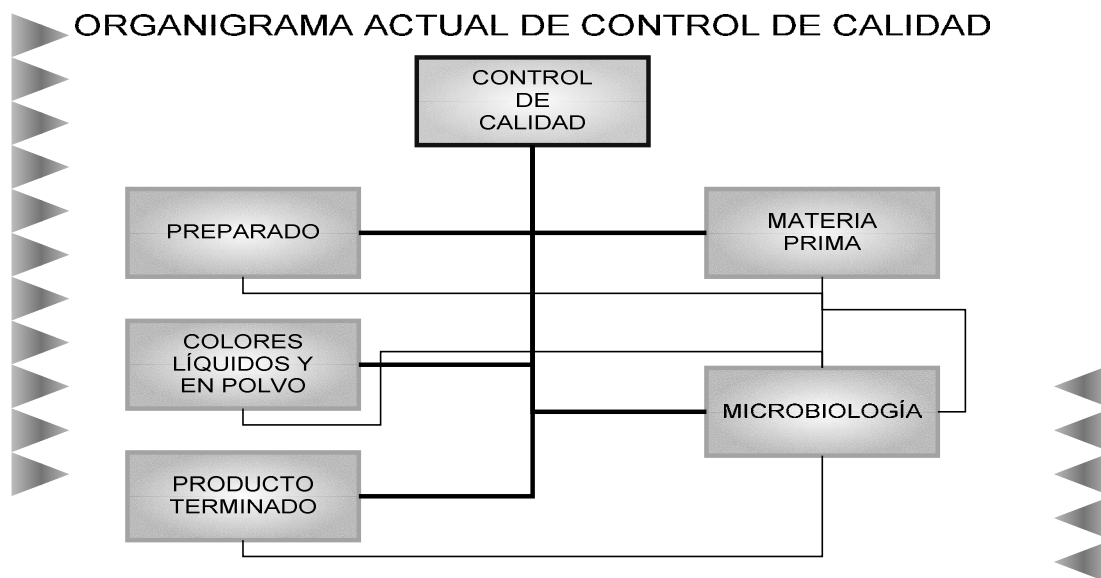 ORGANIGRAMA ACTUAL DE CONTROL DE CALIDAD
CONTROL
DE
CALIDAD
PREPARADO
MATERIA
PRIMA
COLORES
LÍQUIDOS Y
EN POLVO
MICROBIOLOGÍA
PRODUCTO
TERMINADO